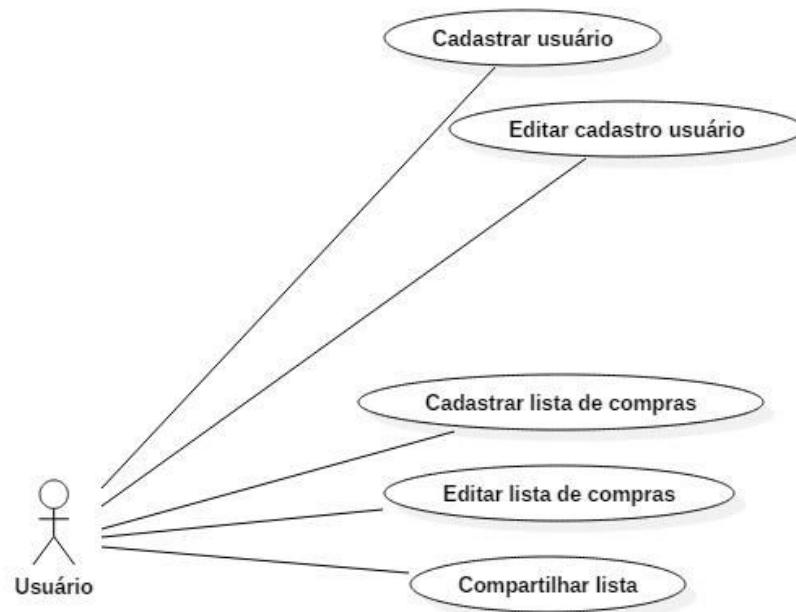 Cadastrar usuário
Editar cadastro usuário
Cadastrar lista de compras
Editar lista de compras
Compartilhar lista
Usuário